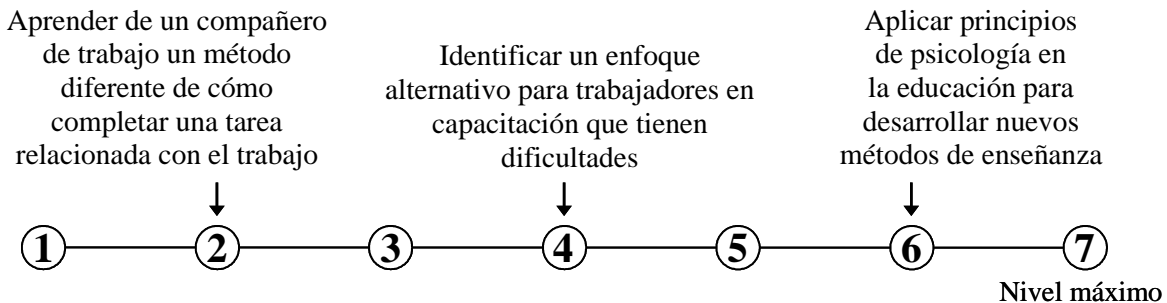 Aprender de un compañero
de trabajo un método
diferente de cómo
completar una tarea
relacionada con el trabajo
Identificar un enfoque
alternativo para trabajadores en
capacitación que tienen
dificultades
Aplicar principios
de psicología en
la educación para
desarrollar nuevos
métodos de enseñanza
1 2 3 4 5 6 7
Nivel máximo